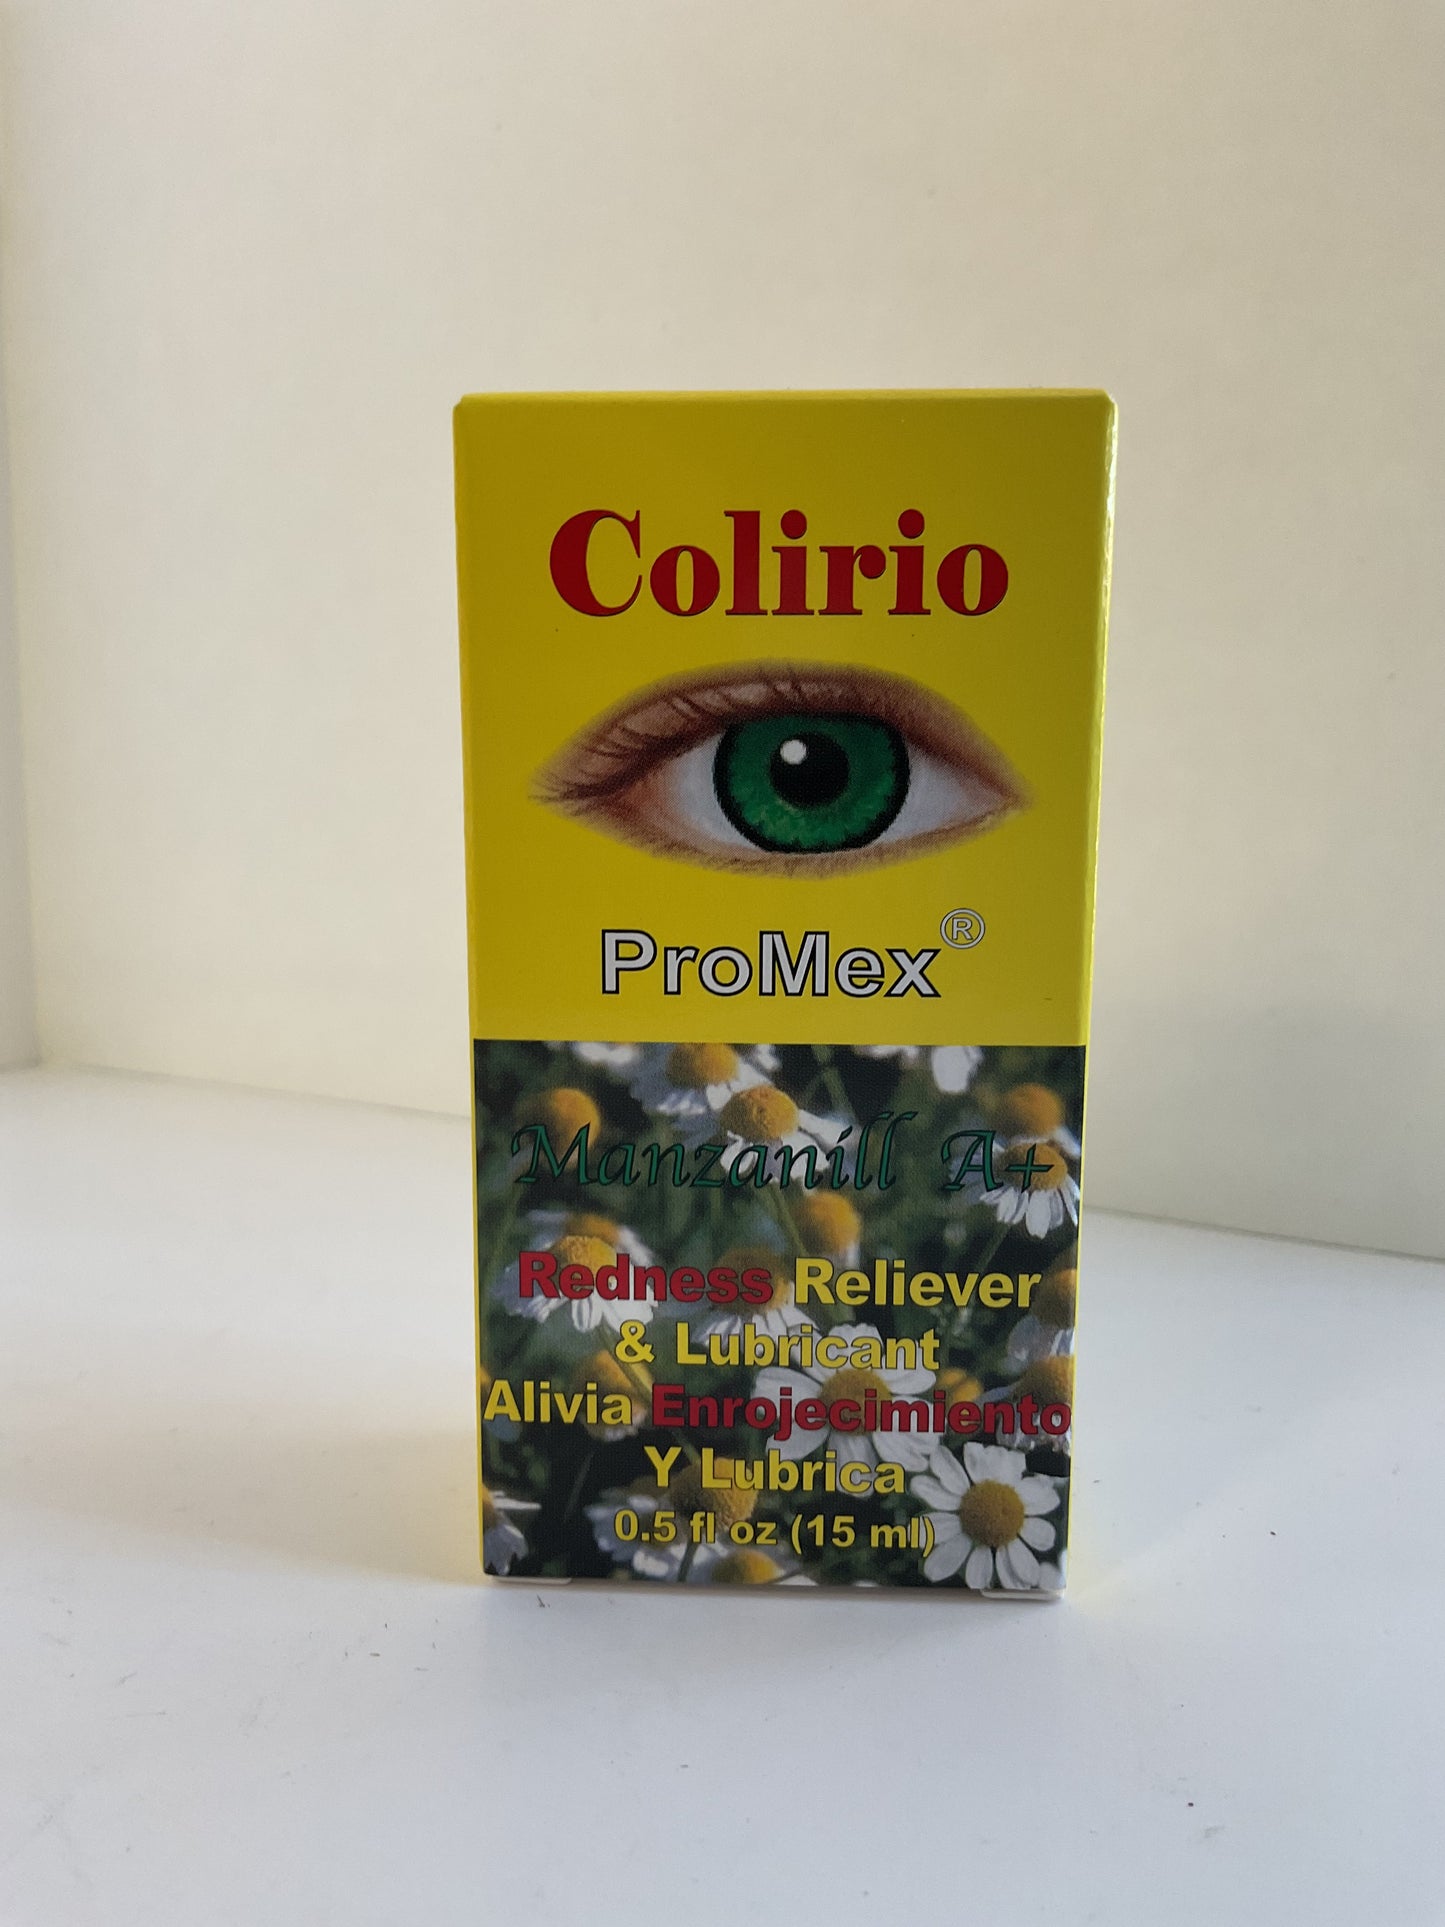 Colirio
ProMex®
Manzanill A+
Redness Reliever
& Lubricant
Alivia Enrojecimiento
Y Lubrica
0.5 fl oz (15 ml)